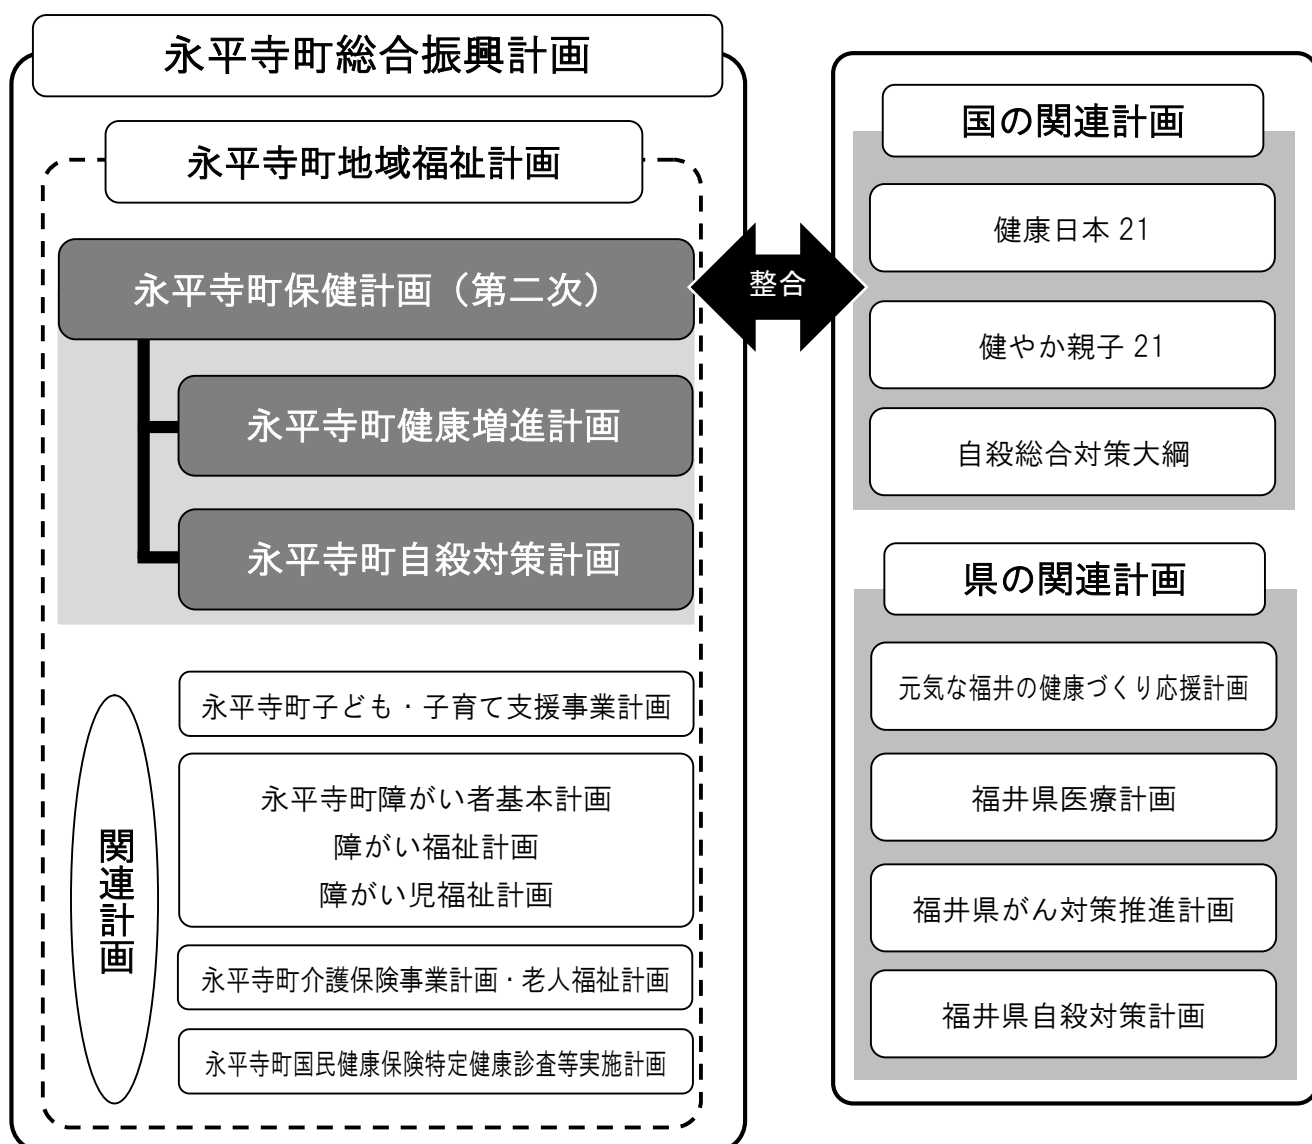 永平寺町総合振興計画
永平寺町地域福祉計画
永平寺町保健計画（第二次）
永平寺町健康増進計画
永平寺町自殺対策計画
関連計画
永平寺町子ども・子育て支援事業計画
永平寺町障がい者基本計画
障がい福祉計画
障がい児福祉計画
永平寺町介護保険事業計画・老人福祉計画
永平寺町国民健康保険特定健康診査等実施計画
整合
国の関連計画
健康日本 21
健やか親子 21
自殺総合対策大綱
県の関連計画
元気な福井の健康づくり応援計画
福井県医療計画
福井県がん対策推進計画
福井県自殺対策計画